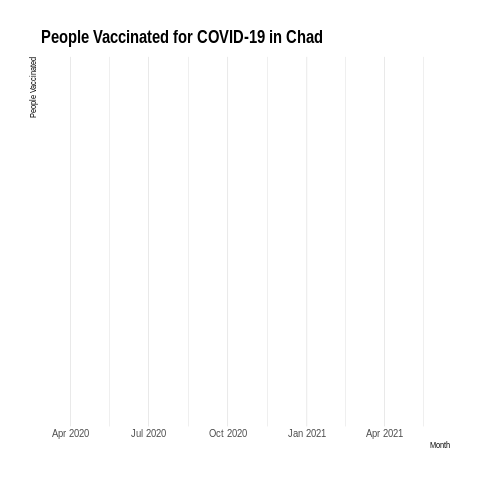 People Vaccinated for COVID-19 in Chad
People Vaccinated
Apr 2020
Jul 2020
Oct 2020
Jan 2021
Apr 2021
Month